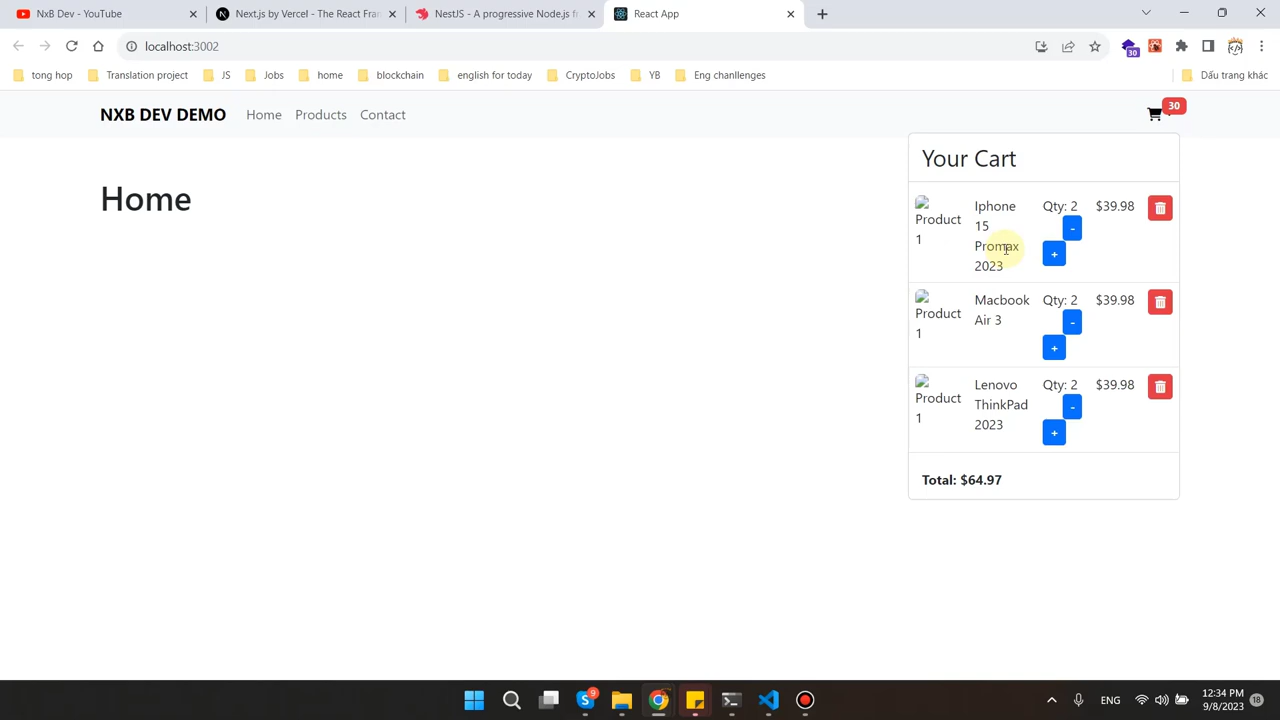 NxB Dev - YouTube
Next.js by Vercel - The React Fran
NestJS - A progressive Node.js f
React App
localhost:3002
30
tong hop
Translation project
JS
Jobs
home
blockchain
english for today
CryptoJobs
YB
Eng chanllenges
Dấu trang khác
NXB DEV DEMO
Home
Products
Contact
30
Your Cart
Home
Product 1
Iphone 15 Promax 2023
Qty: 2
-
+
$39.98
Product 1
Macbook Air 3
Qty: 2
-
+
$39.98
Product 1
Lenovo ThinkPad 2023
Qty: 2
-
+
$39.98
Total: $64.97
9
ENG
12:34 PM
9/8/2023
18